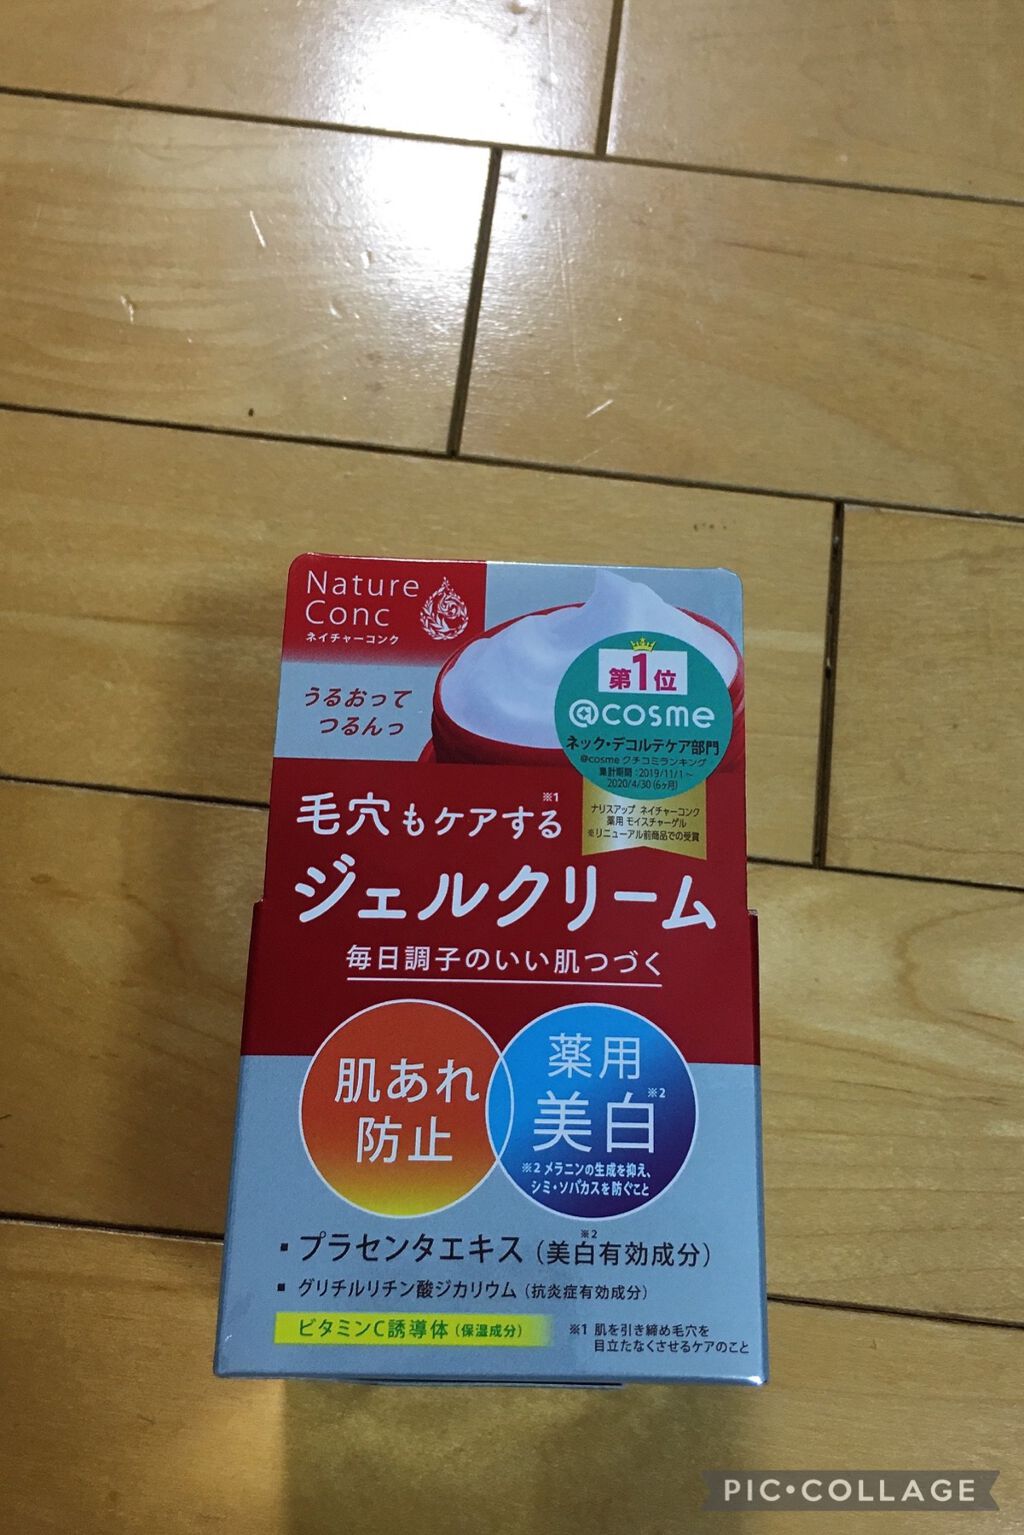 Nature
Conc
ネイチャーコンク
うるおって
つるんっ
第1位
@cosme
ネック・デコルテケア部門
@cosme クチコミランキング
集計期間:2019/11/1~
2020/4/30(6ヶ月)
ナリスアップ ネイチャーコンク
薬用 モイスチャーゲル
※リニューアル前商品での受賞
毛穴もケアする※1
ジェルクリーム
毎日調子のいい肌つづく
肌あれ
防止
薬用
美白※2
※2 メラニンの生成を抑え、
シミ・ソバカスを防ぐこと
▪プラセンタエキス(美白※2有効成分)
▪グリチルリチン酸ジカリウム(抗炎症有効成分)
ビタミンC誘導体(保湿成分)
※1 肌を引き締め毛穴を
目立たなくさせるケアのこと
PIC•COLLAGE